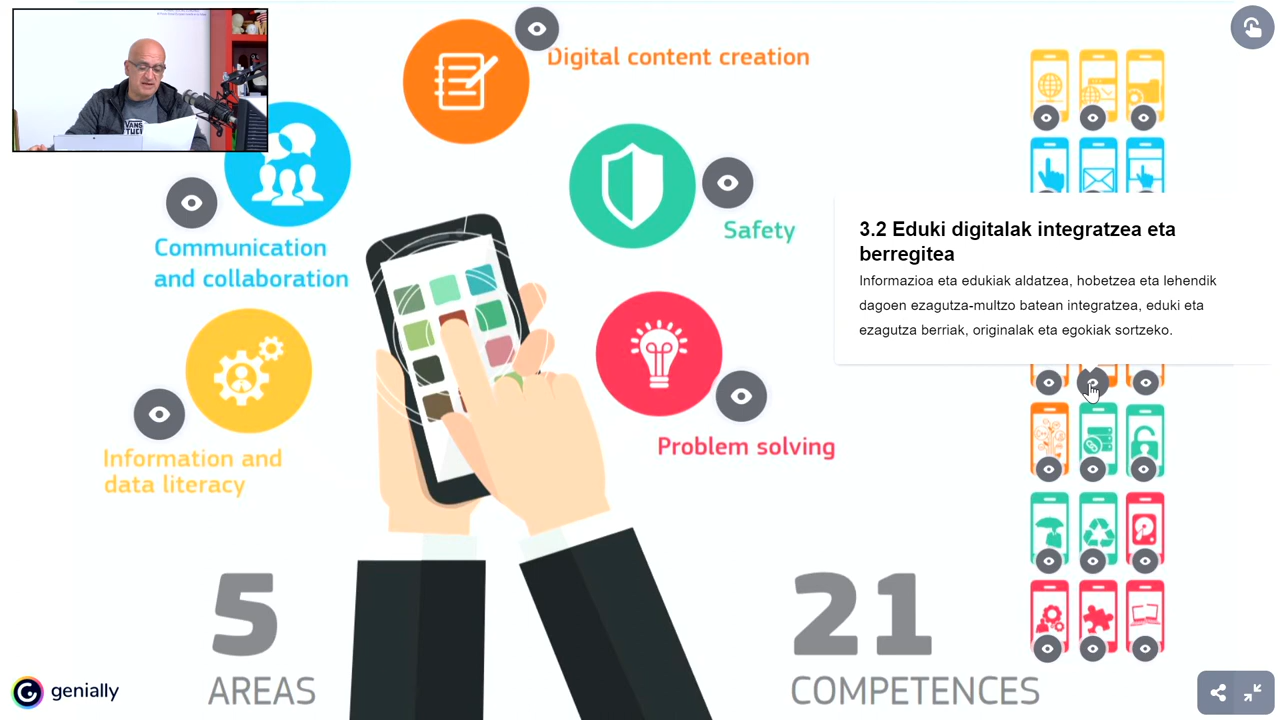 Digital content creation
Safety
Communication
and collaboration
3.2 Eduki digitalak integratzea eta
berregitea
Informazioa eta edukiak aldatzea, hobetzea eta lehendik
dagoen ezagutza-multzo batean integratzea, eduki eta
ezagutza berriak, originalak eta egokiak sortzeko.
Problem solving
Information and
data literacy
5
AREAS
21
COMPETENCES
genially
VANS